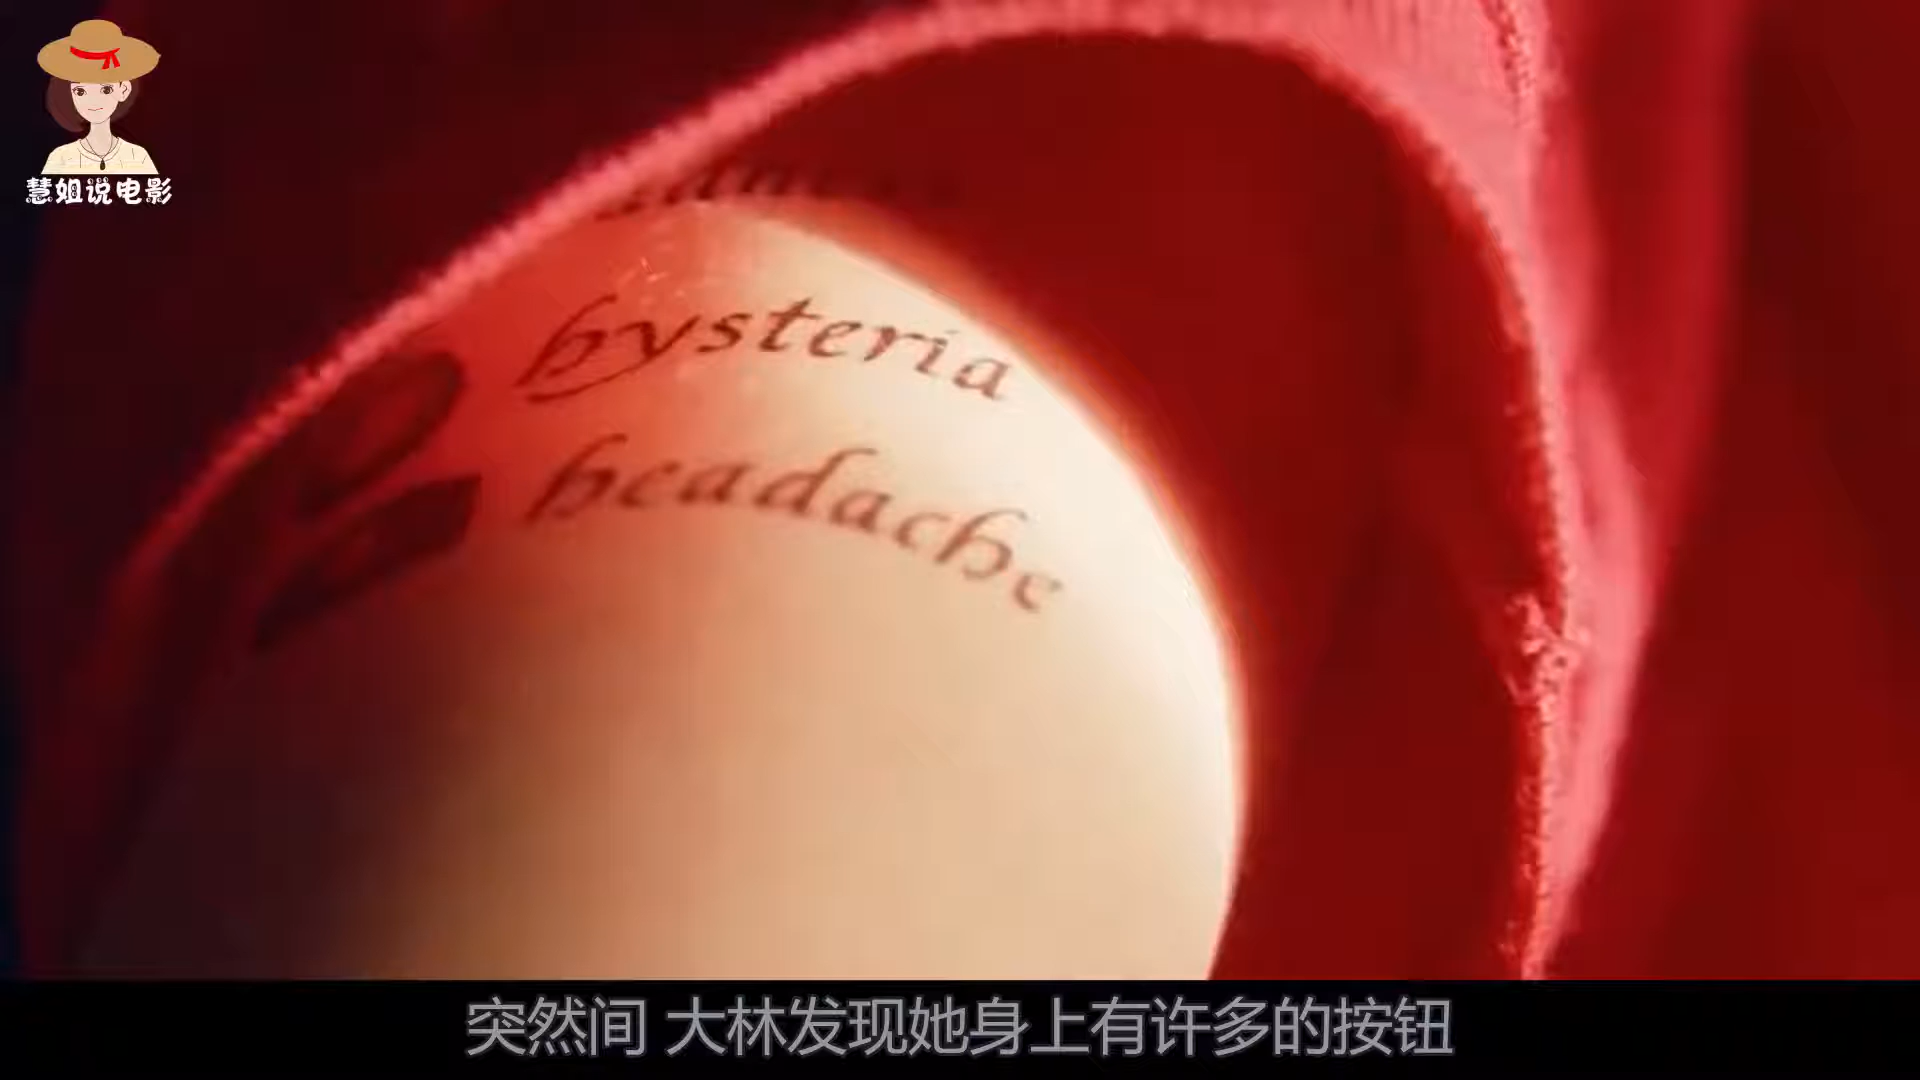 慧姐说电影
hysteria
headache
突然间 大林发现她身上有许多的按钮